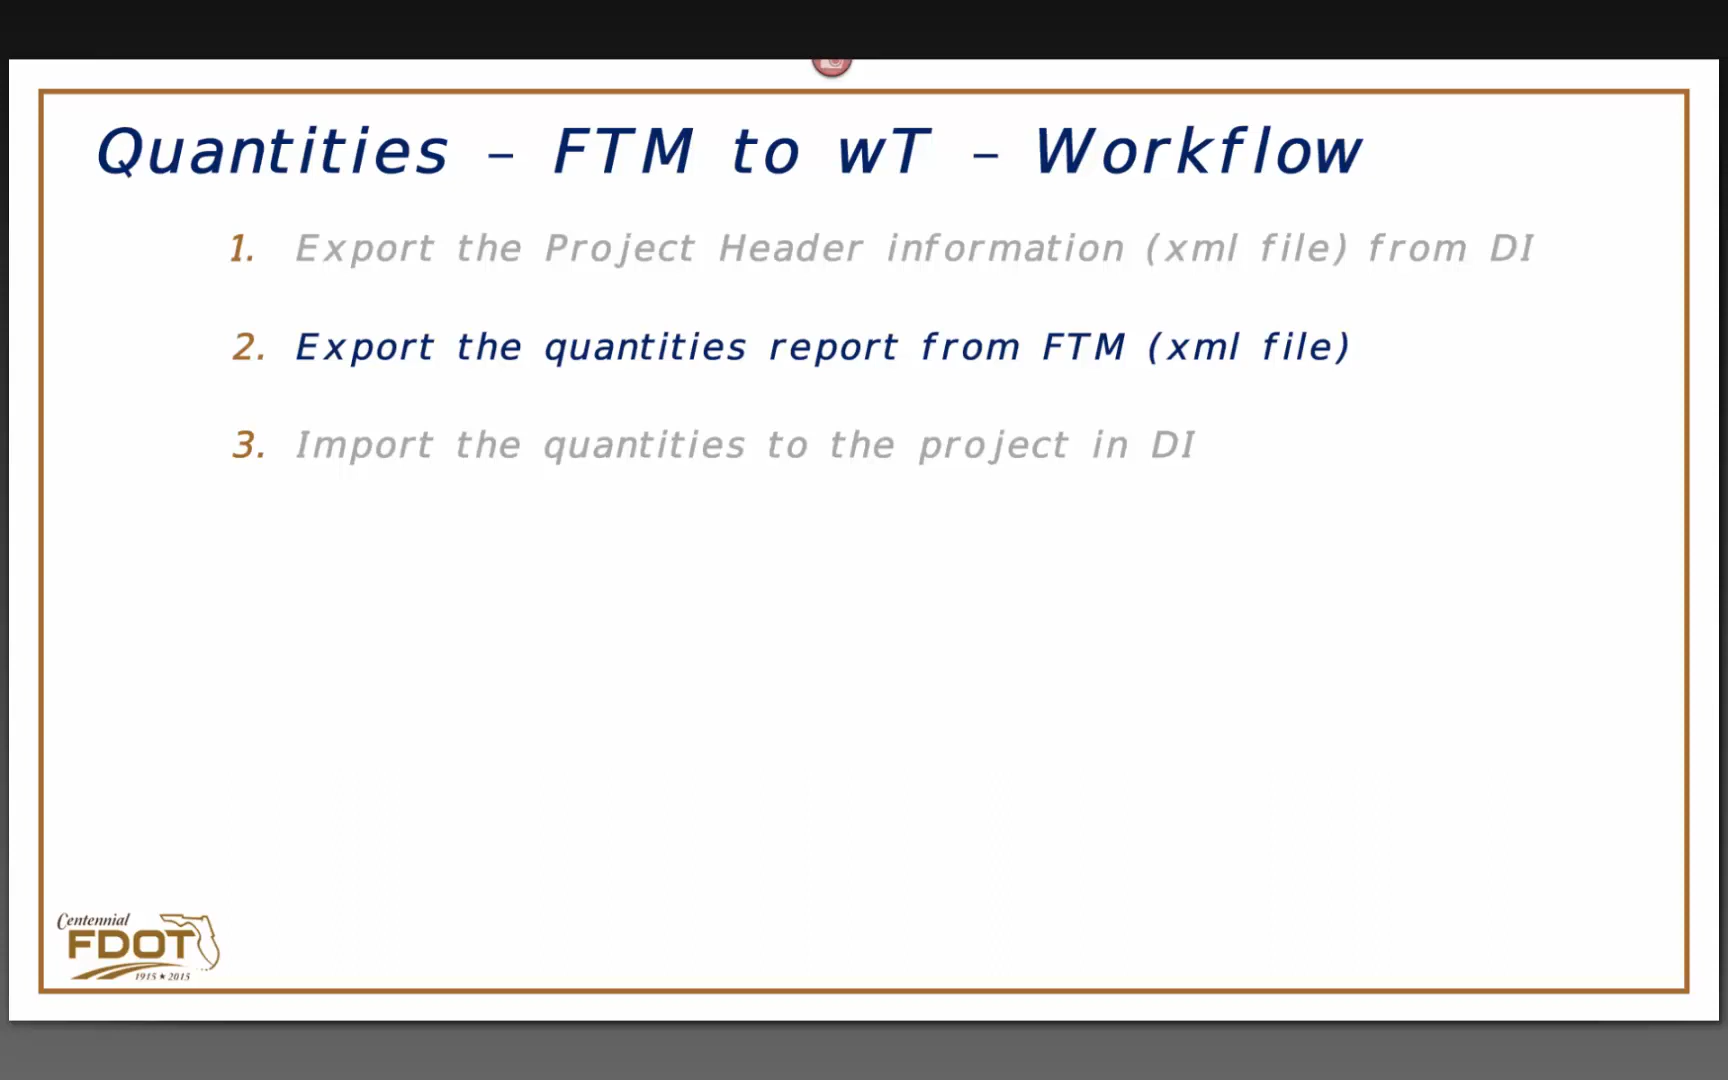 Quantities – FTM to wT – Workflow
1. Export the Project Header information (xml file) from DI
2. Export the quantities report from FTM (xml file)
3. Import the quantities to the project in DI
Centennial
FDOT
1915 ★ 2015